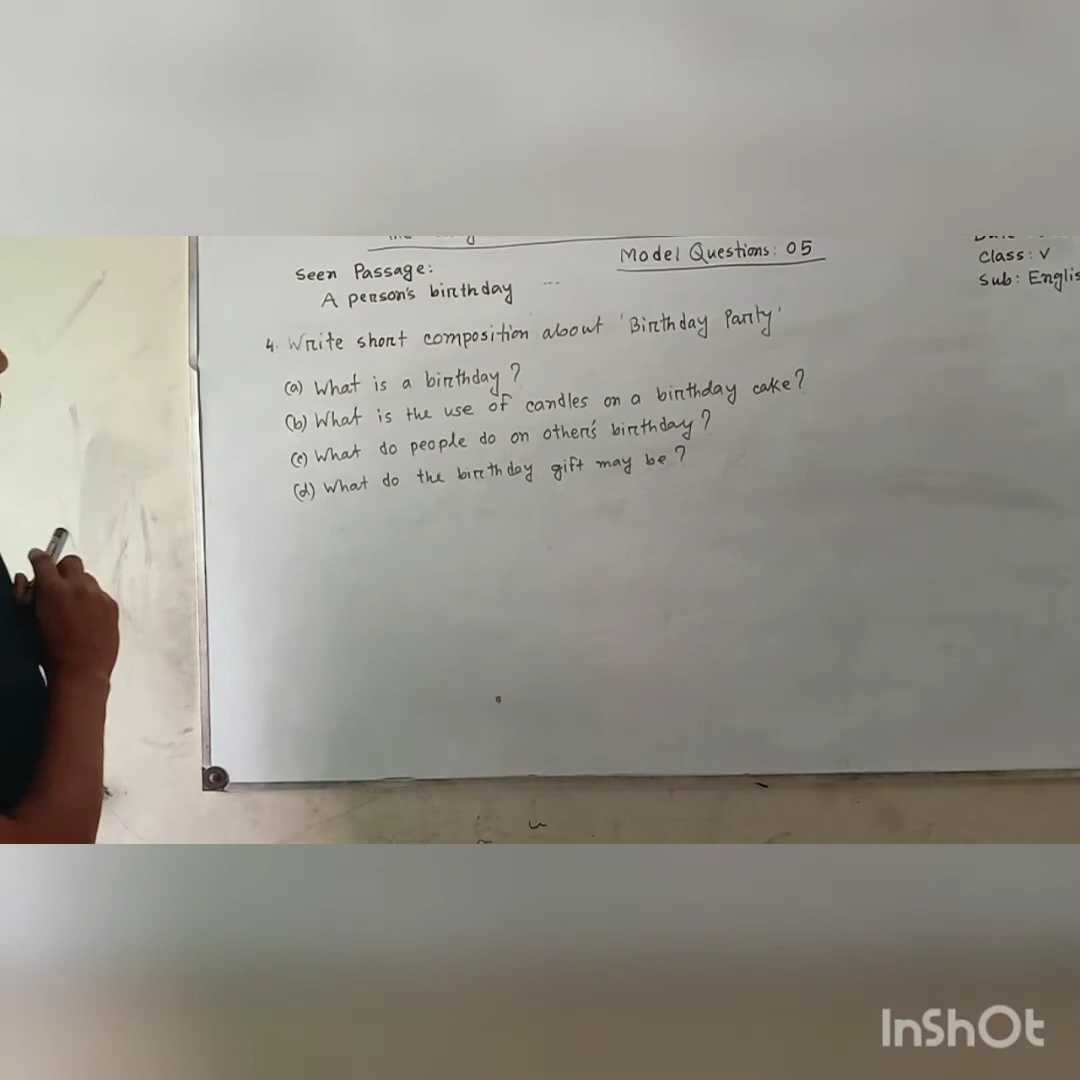 Model Questions: 05
Class: V
Seen Passage:
Sub: Englis
A person's birthday ...
4. Write short composition about 'Birthday Party'
(a) What is a birthday?
(b) What is the use of candles on a birthday cake?
(c) What do people do on other's birthday?
(d) What do the birthday gift may be?
InShOt